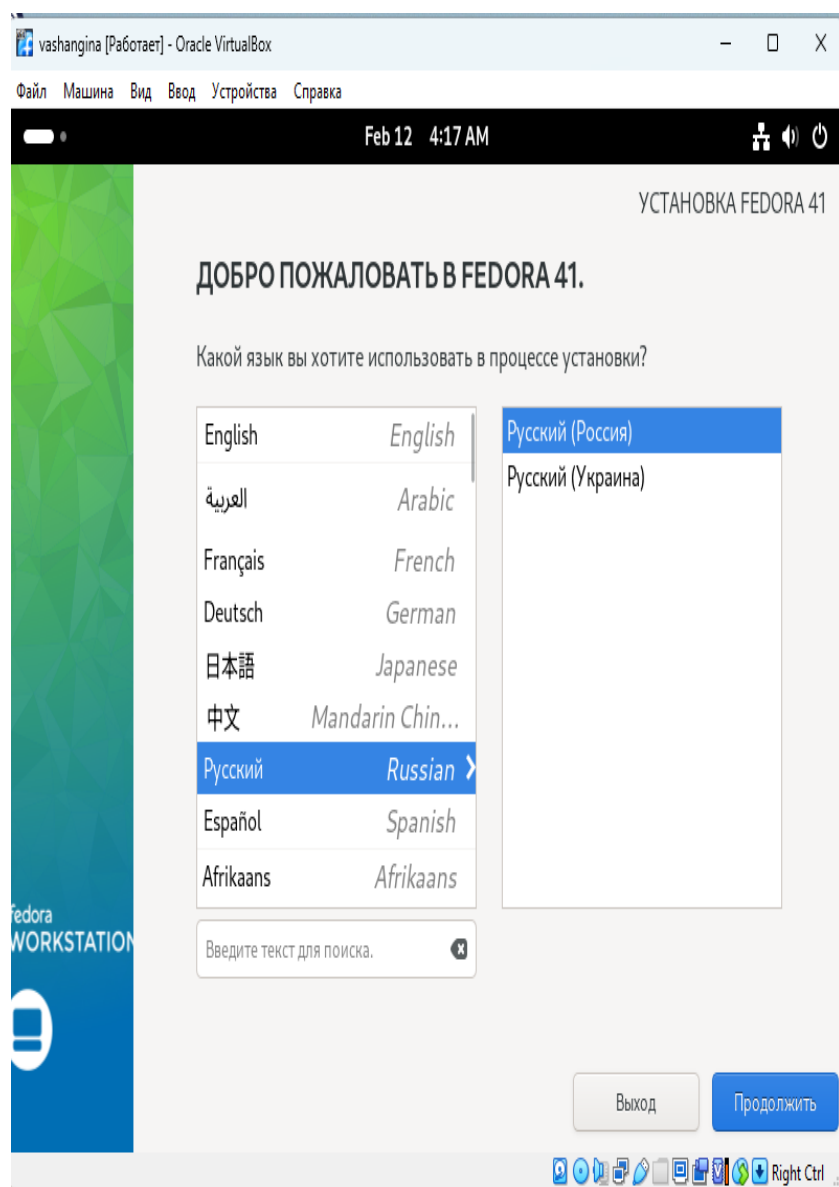 vashangina [Работает] - Oracle VirtualBox
Файл Машина Вид Ввод Устройства Справка
Feb 12 4:17 AM
УСТАНОВКА FEDORA 41
ДОБРО ПОЖАЛОВАТЬ В FEDORA 41.
Какой язык вы хотите использовать в процессе установки?
English English
العربية Arabic
Français French
Deutsch German
日本語 Japanese
中文 Mandarin Chin...
Русский Russian
Español Spanish
Afrikaans Afrikaans
Русский (Россия)
Русский (Украина)
Введите текст для поиска.
fedora
WORKSTATION
Выход Продолжить
Right Ctrl